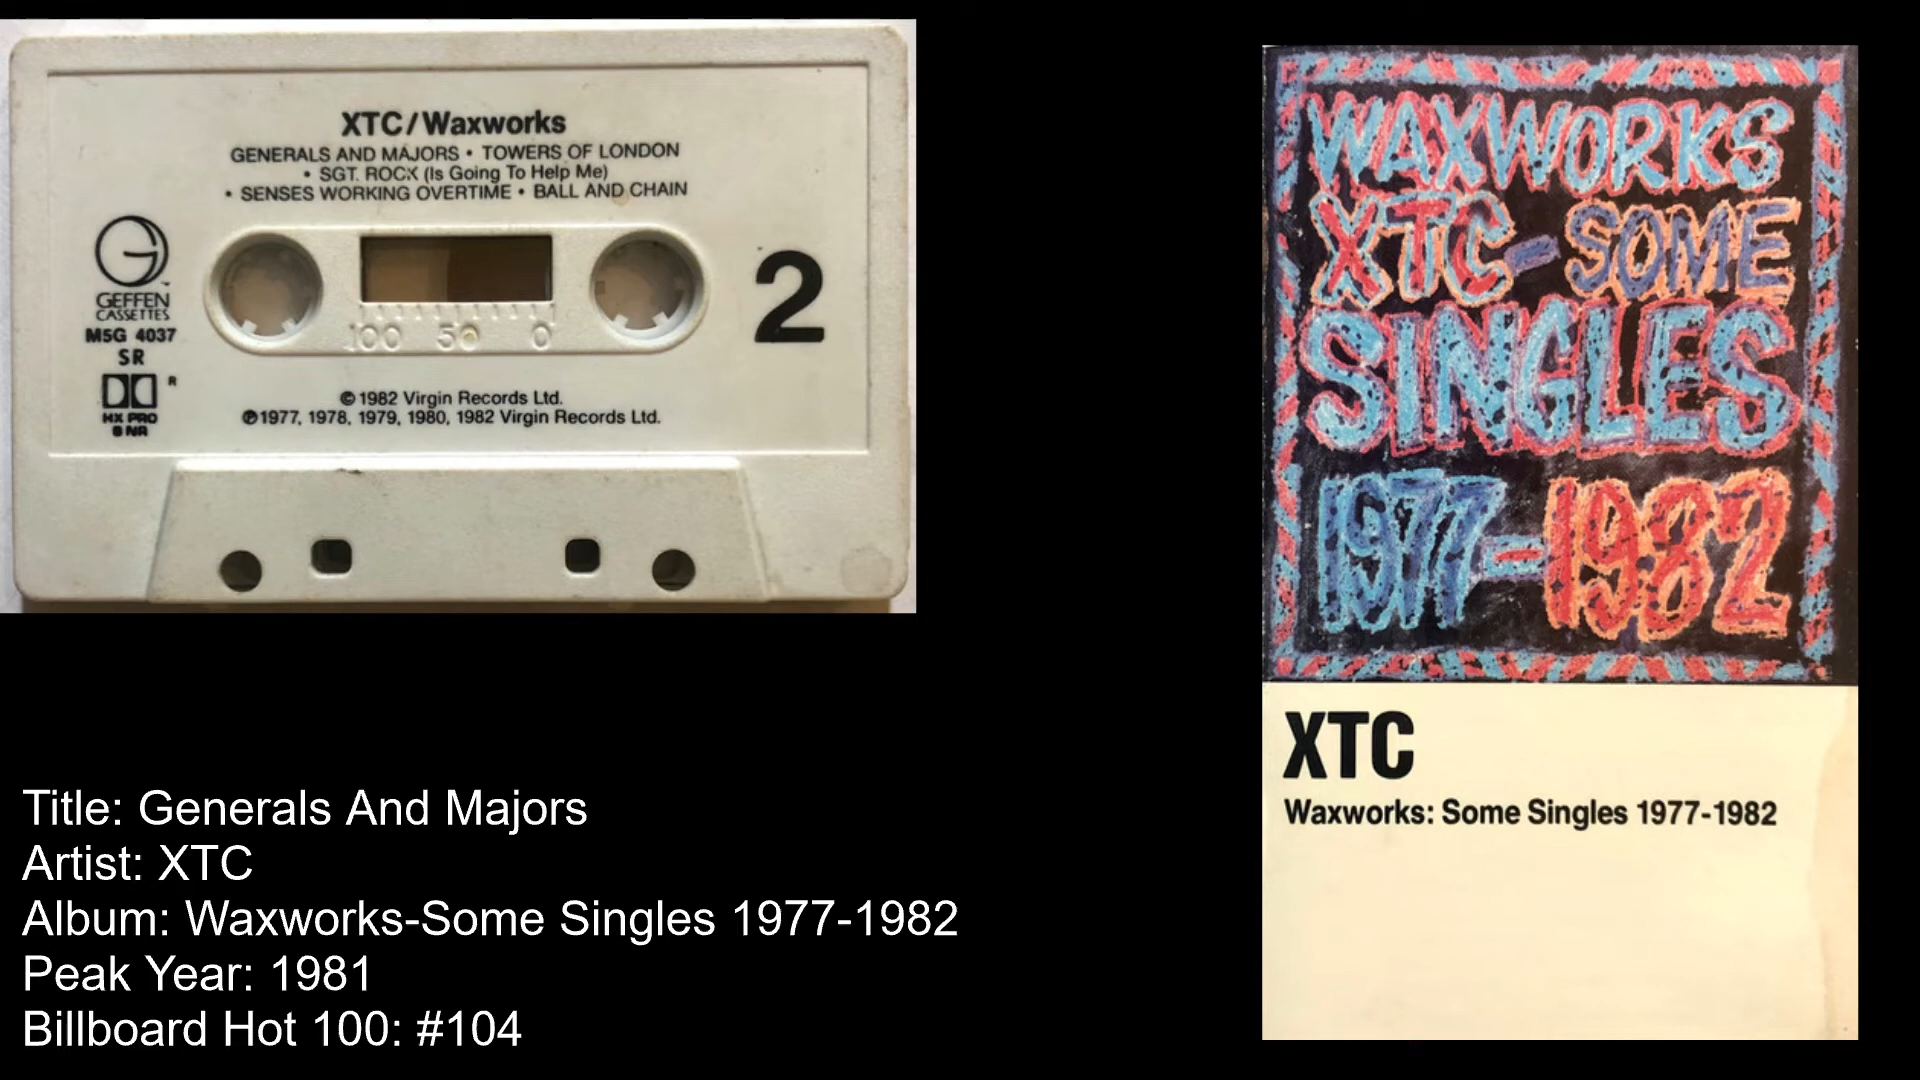 XTC/Waxworks
GENERALS AND MAJORS • TOWERS OF LONDON
• SGT. ROCK (Is Going To Help Me)
• SENSES WORKING OVERTIME • BALL AND CHAIN
GEFFEN
CASSETTES
M5G 4037
SR
HX PRO
B NR
2
100 50 0
©1982 Virgin Records Ltd.
℗1977, 1978, 1979, 1980, 1982 Virgin Records Ltd.
WAXWORKS
XTC-SOME
SINGLES
1977-1982
XTC
Waxworks: Some Singles 1977-1982
Title: Generals And Majors
Artist: XTC
Album: Waxworks-Some Singles 1977-1982
Peak Year: 1981
Billboard Hot 100: #104